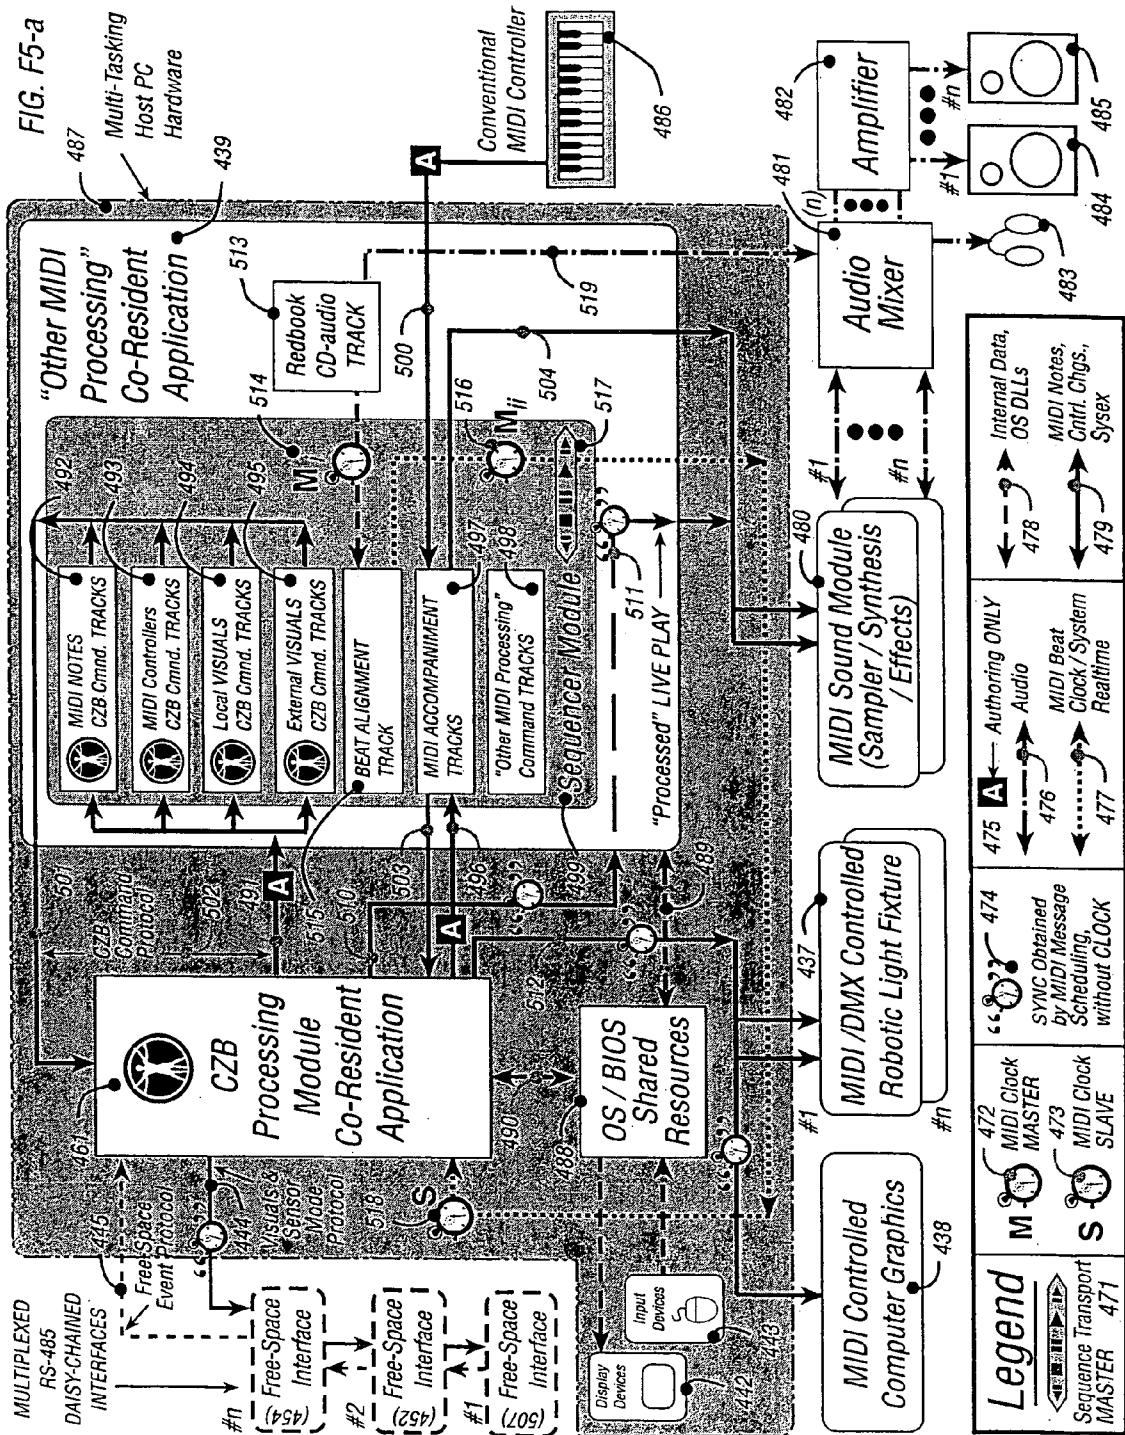 FIG. F5-a
487
Multi-Tasking
Host PC
Hardware
439
"Other MIDI
Processing"
Co-Resident
Application
513
Redbook
CD-audio
TRACK
514
M i
516
M ii
517
504
500
519
A
Conventional
MIDI Controller
486
492
493
494
495
MIDI NOTES
CZB Cmnd. TRACKS
MIDI Controllers
CZB Cmnd. TRACKS
Local VISUALS
CZB Cmnd. TRACKS
External VISUALS
CZB Cmnd. TRACKS
BEAT ALIGNMENT
TRACK
MIDI ACCOMPANIMENT
TRACKS
497
"Other MIDI Processing"
Command TRACKS
498
Sequencer Module
499
511
"Processed" LIVE PLAY
501
CZB
Command
Protocol
502
491
A
515
510
503
A
496
512
489
461
CZB
Processing
Module
Co-Resident
Application
490
488
OS / BIOS
Shared
Resources
445
Free-Space
Event Protocol
444
Visuals &
Sensor
Mode
Protocol
518
S
MULTIPLEXED
RS-485
DAISY-CHAINED
INTERFACES
#n
Free-Space
Interface
(454)
#2
Free-Space
Interface
(452)
#1
Free-Space
Interface
(507)
Display
Devices
442
Input
Devices
443
MIDI Controlled
Computer Graphics
438
#1
437
MIDI /DMX Controlled
Robotic Light Fixture
#n
480
MIDI Sound Module
(Sampler / Synthesis
/ Effects)
#1
#n
Audio
Mixer
481
(n)
Amplifier
482
483
#1
484
#n
485
Legend
Sequence Transport
MASTER 471
M
472
MIDI Clock
MASTER
S
473
MIDI Clock
SLAVE
474
SYNC Obtained
by MIDI Message
Scheduling,
without CLOCK
475 A Authoring ONLY
Audio
476
MIDI Beat
Clock / System
Realtime
477
Internal Data,
OS DLLs
478
MIDI Notes,
Cntrl. Chgs.,
Sysex
479